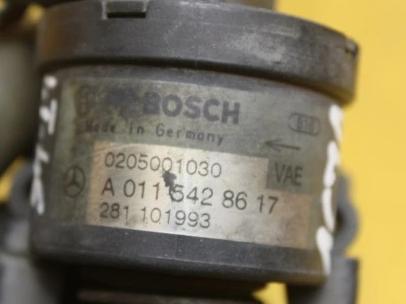 BOSCH
Made in Germany
0205001030
VAE
A 011 542 86 17
281 101993